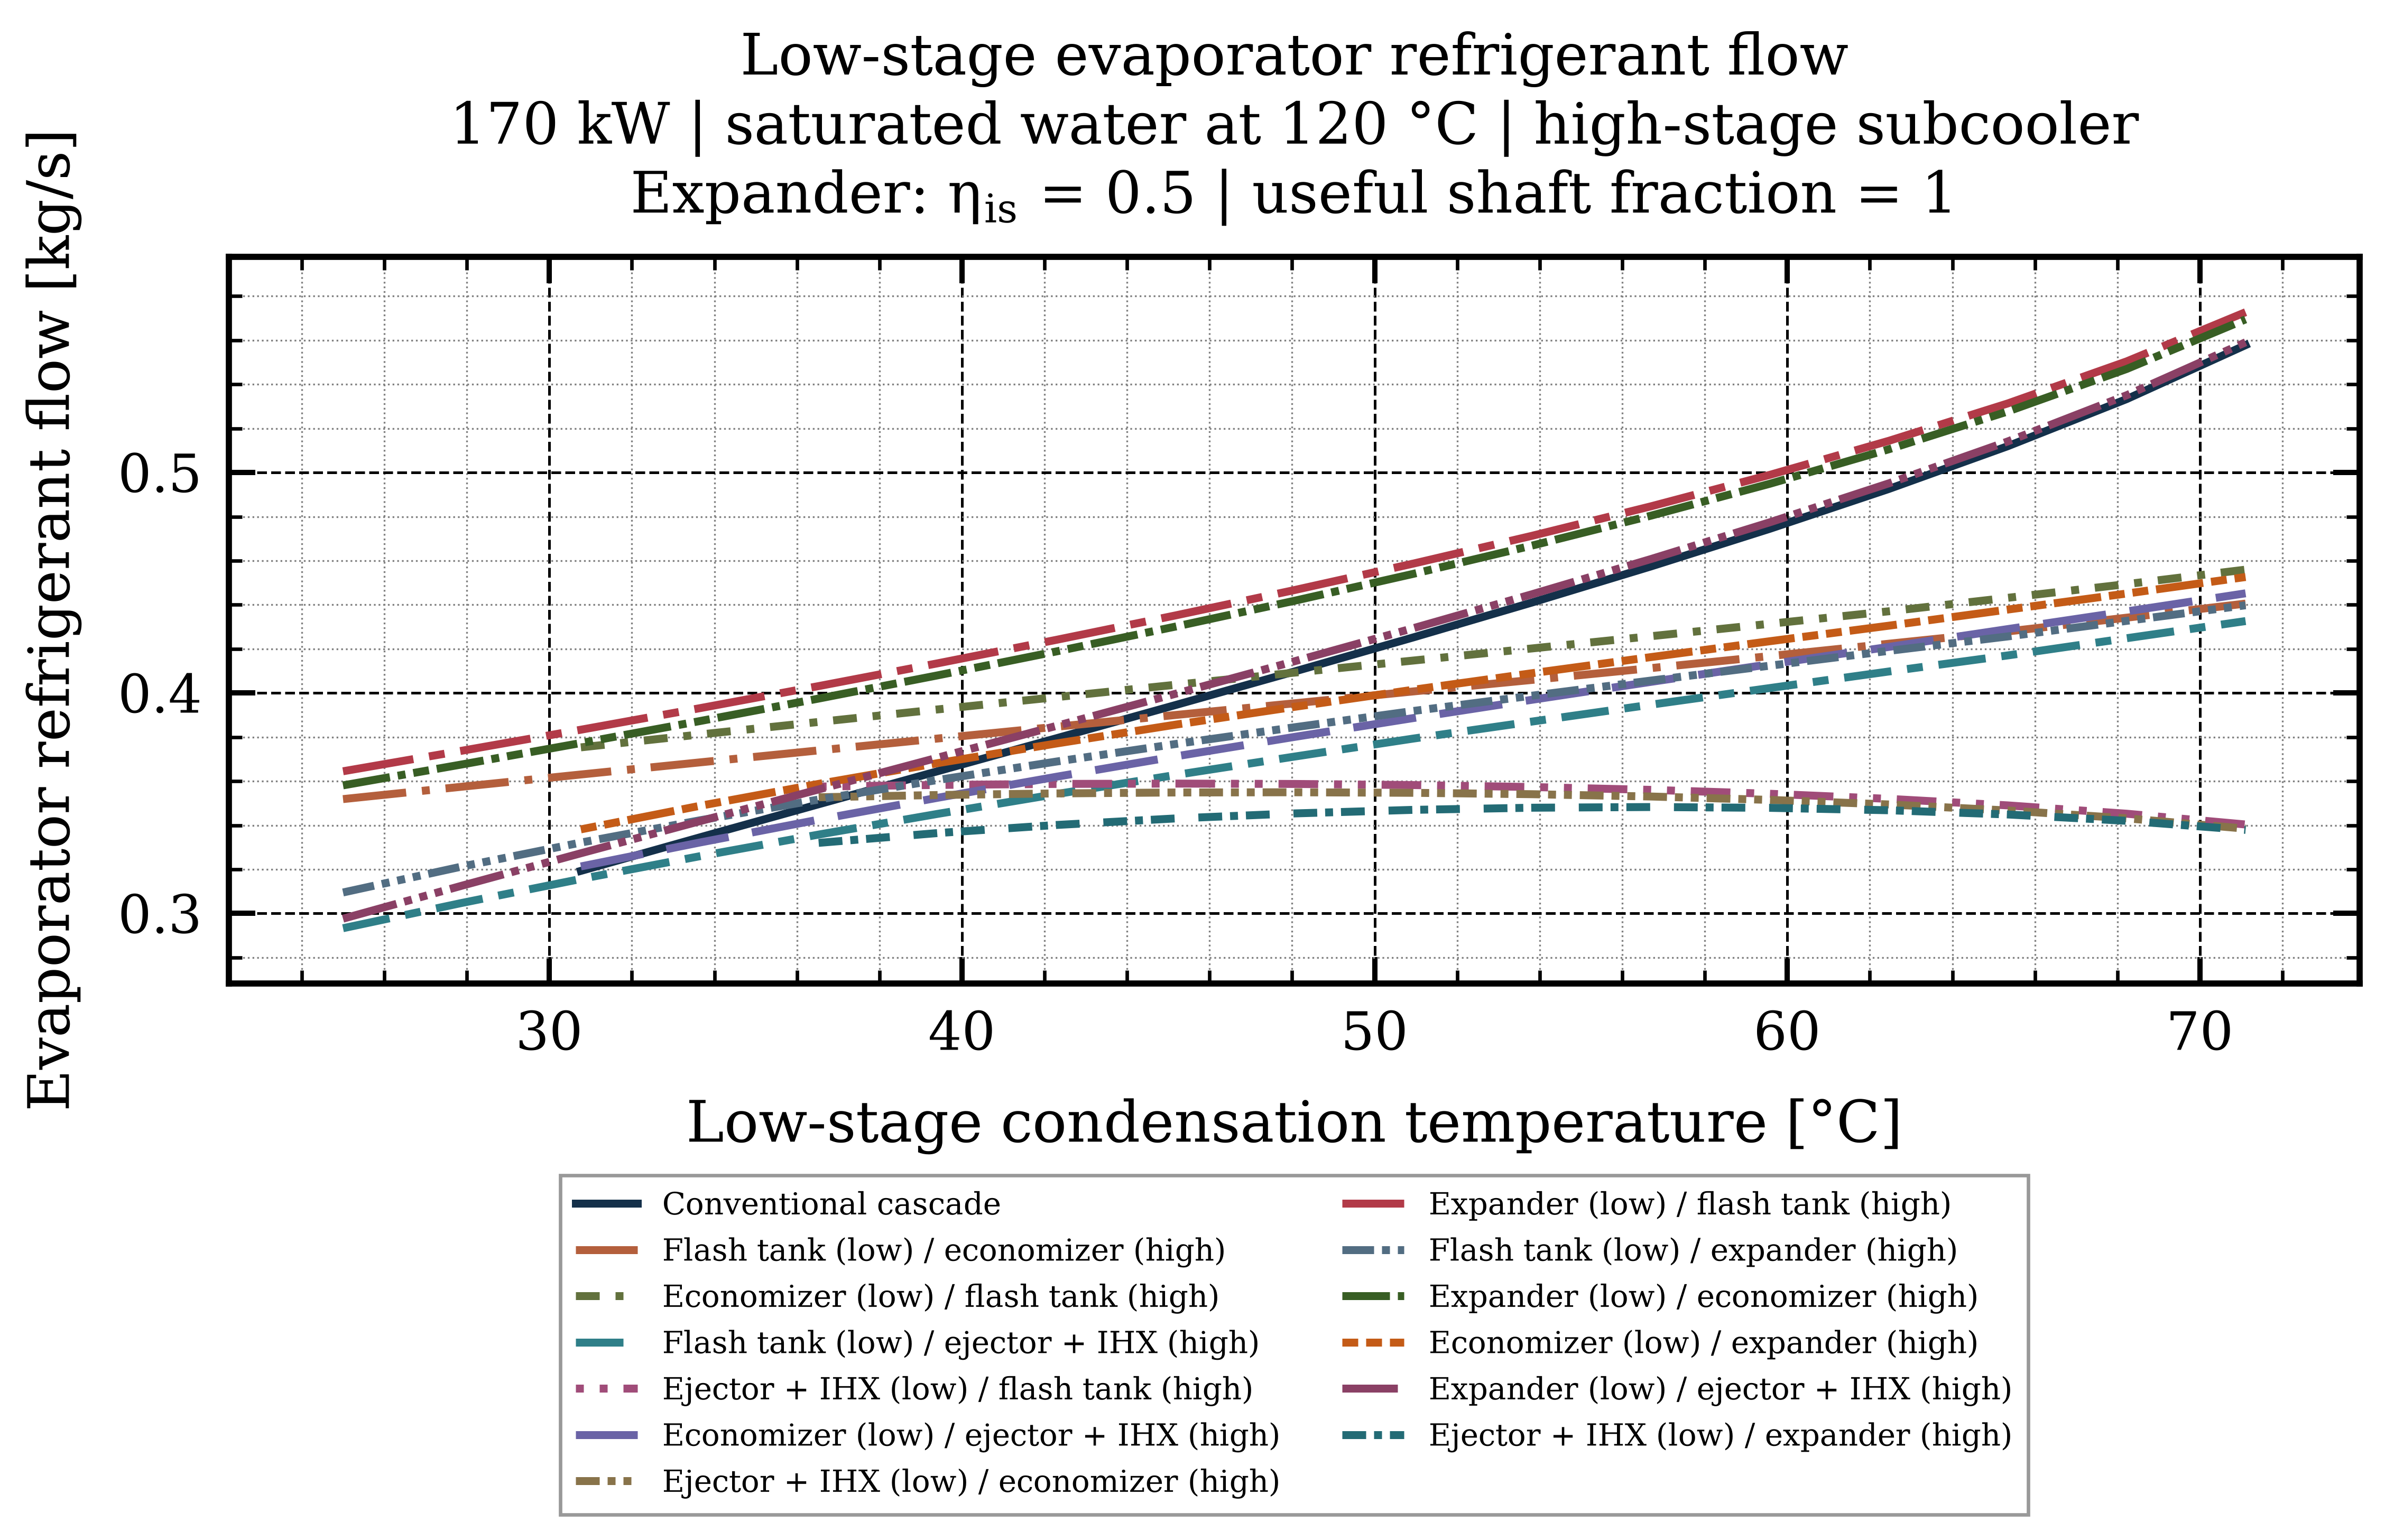 Low-stage evaporator refrigerant flow
170 kW | saturated water at 120 °C | high-stage subcooler
Expander: ηis = 0.5 | useful shaft fraction = 1
Evaporator refrigerant flow [kg/s]
0.5
0.4
0.3
30 40 50 60 70
Low-stage condensation temperature [°C]
Conventional cascade
Flash tank (low) / economizer (high)
Economizer (low) / flash tank (high)
Flash tank (low) / ejector + IHX (high)
Ejector + IHX (low) / flash tank (high)
Economizer (low) / ejector + IHX (high)
Ejector + IHX (low) / economizer (high)
Expander (low) / flash tank (high)
Flash tank (low) / expander (high)
Expander (low) / economizer (high)
Economizer (low) / expander (high)
Expander (low) / ejector + IHX (high)
Ejector + IHX (low) / expander (high)